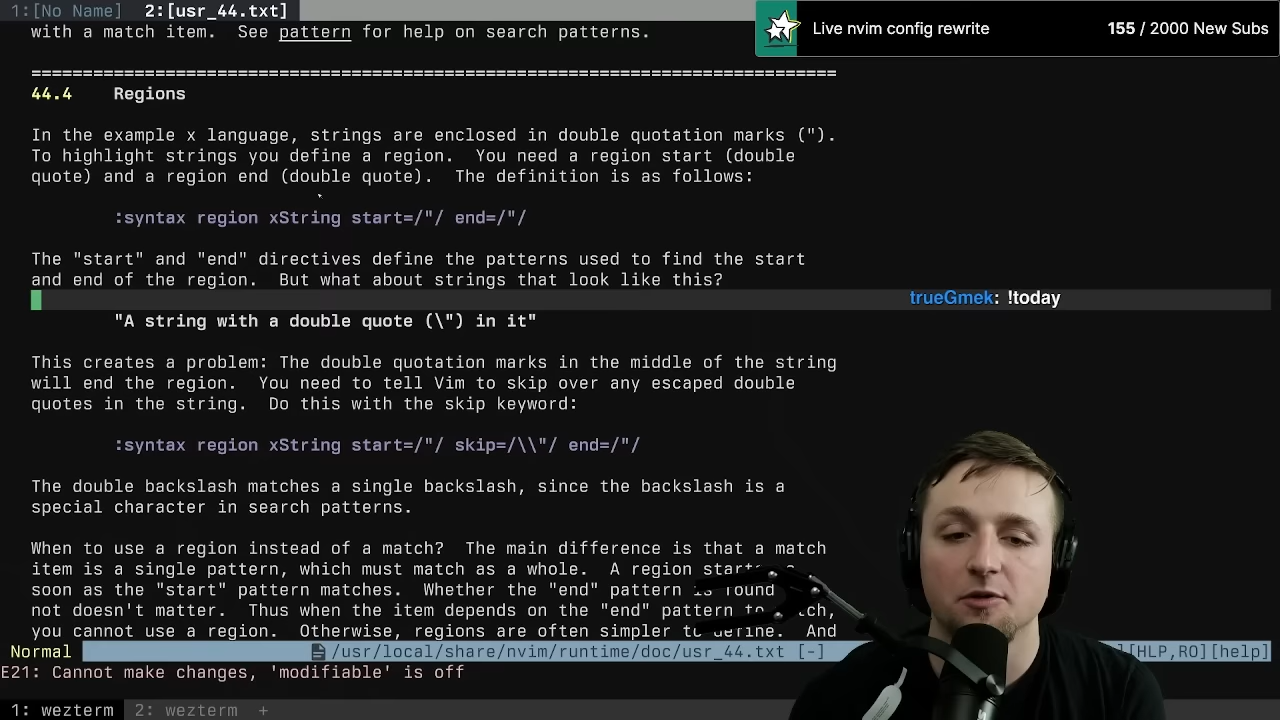 1:[No Name]  2:[usr_44.txt]
Live nvim config rewrite
155 / 2000 New Subs
with a match item.  See pattern for help on search patterns.
==============================================================================
44.4    Regions
In the example x language, strings are enclosed in double quotation marks (").
To highlight strings you define a region.  You need a region start (double
quote) and a region end (double quote).  The definition is as follows:
:syntax region xString start=/"/ end=/"/
The "start" and "end" directives define the patterns used to find the start
and end of the region.  But what about strings that look like this?
trueGmek: !today
"A string with a double quote (\") in it"
This creates a problem: The double quotation marks in the middle of the string
will end the region.  You need to tell Vim to skip over any escaped double
quotes in the string.  Do this with the skip keyword:
:syntax region xString start=/"/ skip=/\\"/ end=/"/
The double backslash matches a single backslash, since the backslash is a
special character in search patterns.
When to use a region instead of a match?  The main difference is that a match
item is a single pattern, which must match as a whole.  A region starts
soon as the "start" pattern matches.  Whether the "end" pattern is found
not doesn't matter.  Thus when the item depends on the "end" pattern to
you cannot use a region.  Otherwise, regions are often simpler to define.  And
Normal /usr/local/share/nvim/runtime/doc/usr_44.txt [-] [HLP,RO][help]
E21: Cannot make changes, 'modifiable' is off
1: wezterm  2: wezterm  +